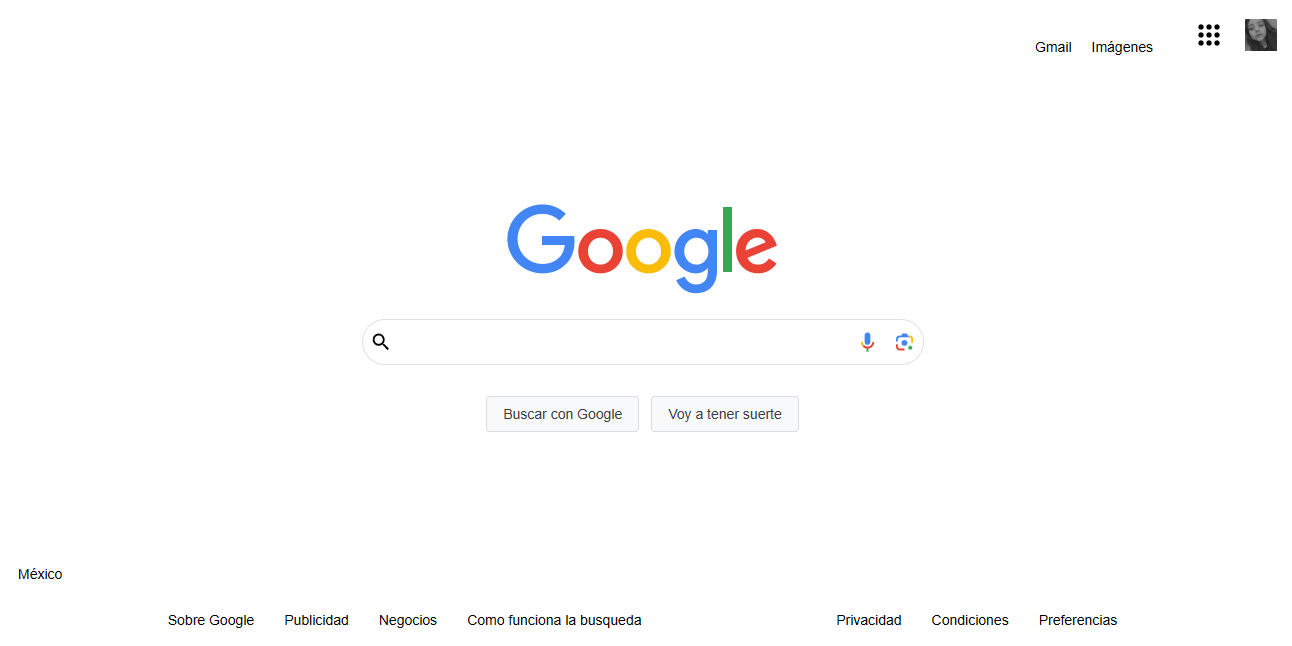 Gmail Imágenes
Google
Buscar con Google Voy a tener suerte
México
Sobre Google Publicidad Negocios Como funciona la busqueda Privacidad Condiciones Preferencias